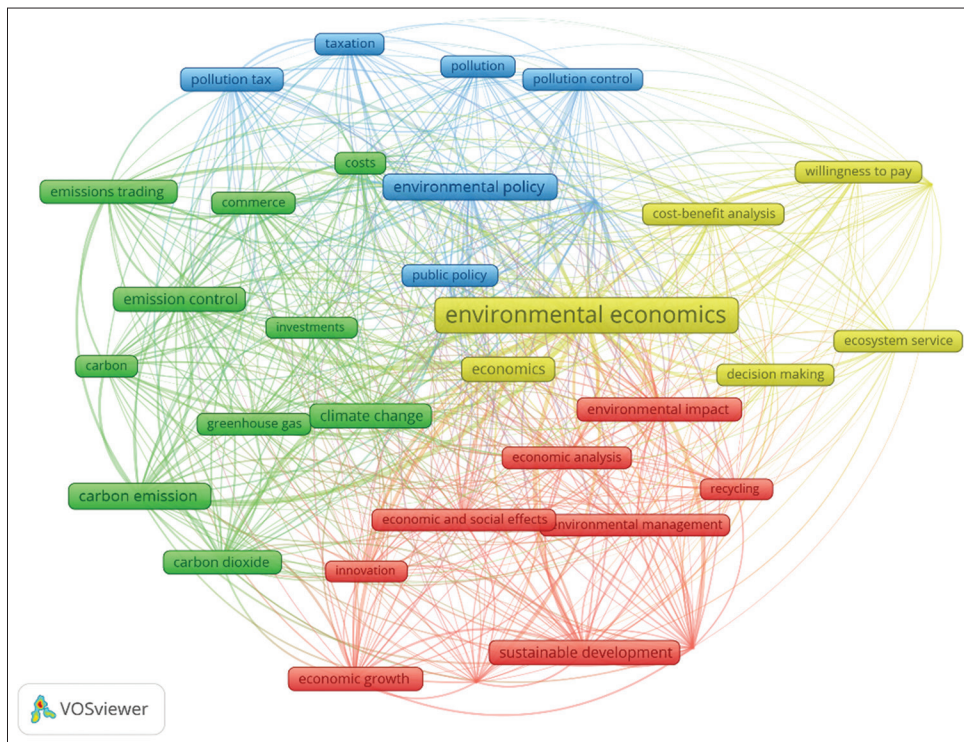 taxation
pollution
pollution tax
pollution control
costs
willingness to pay
emissions trading
environmental policy
commerce
cost-benefit analysis
public policy
emission control
environmental economics
investments
ecosystem service
carbon
economics
decision making
environmental impact
climate change
greenhouse gas
economic analysis
recycling
carbon emission
economic and social effects
environmental management
carbon dioxide
innovation
sustainable development
economic growth
VOSviewer